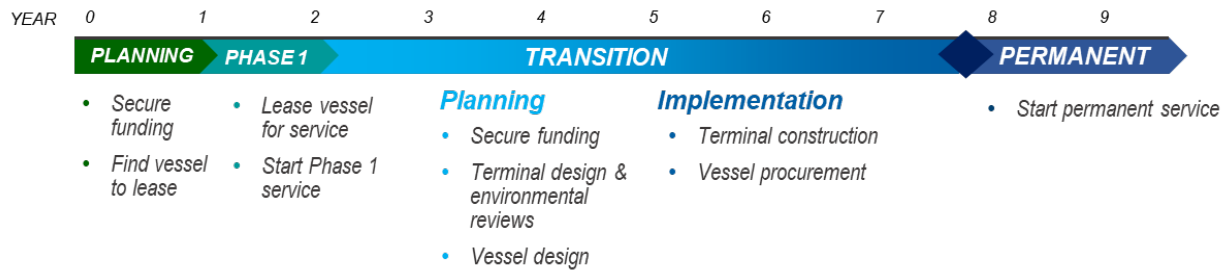 YEAR 0 1 2 3 4 5 6 7 8 9
PLANNING PHASE 1 TRANSITION PERMANENT
• Secure
funding
• Find vessel
to lease
• Lease vessel
for service
• Start Phase 1
service
Planning
• Secure funding
• Terminal design &
environmental
reviews
• Vessel design
Implementation
• Terminal construction
• Vessel procurement
• Start permanent service